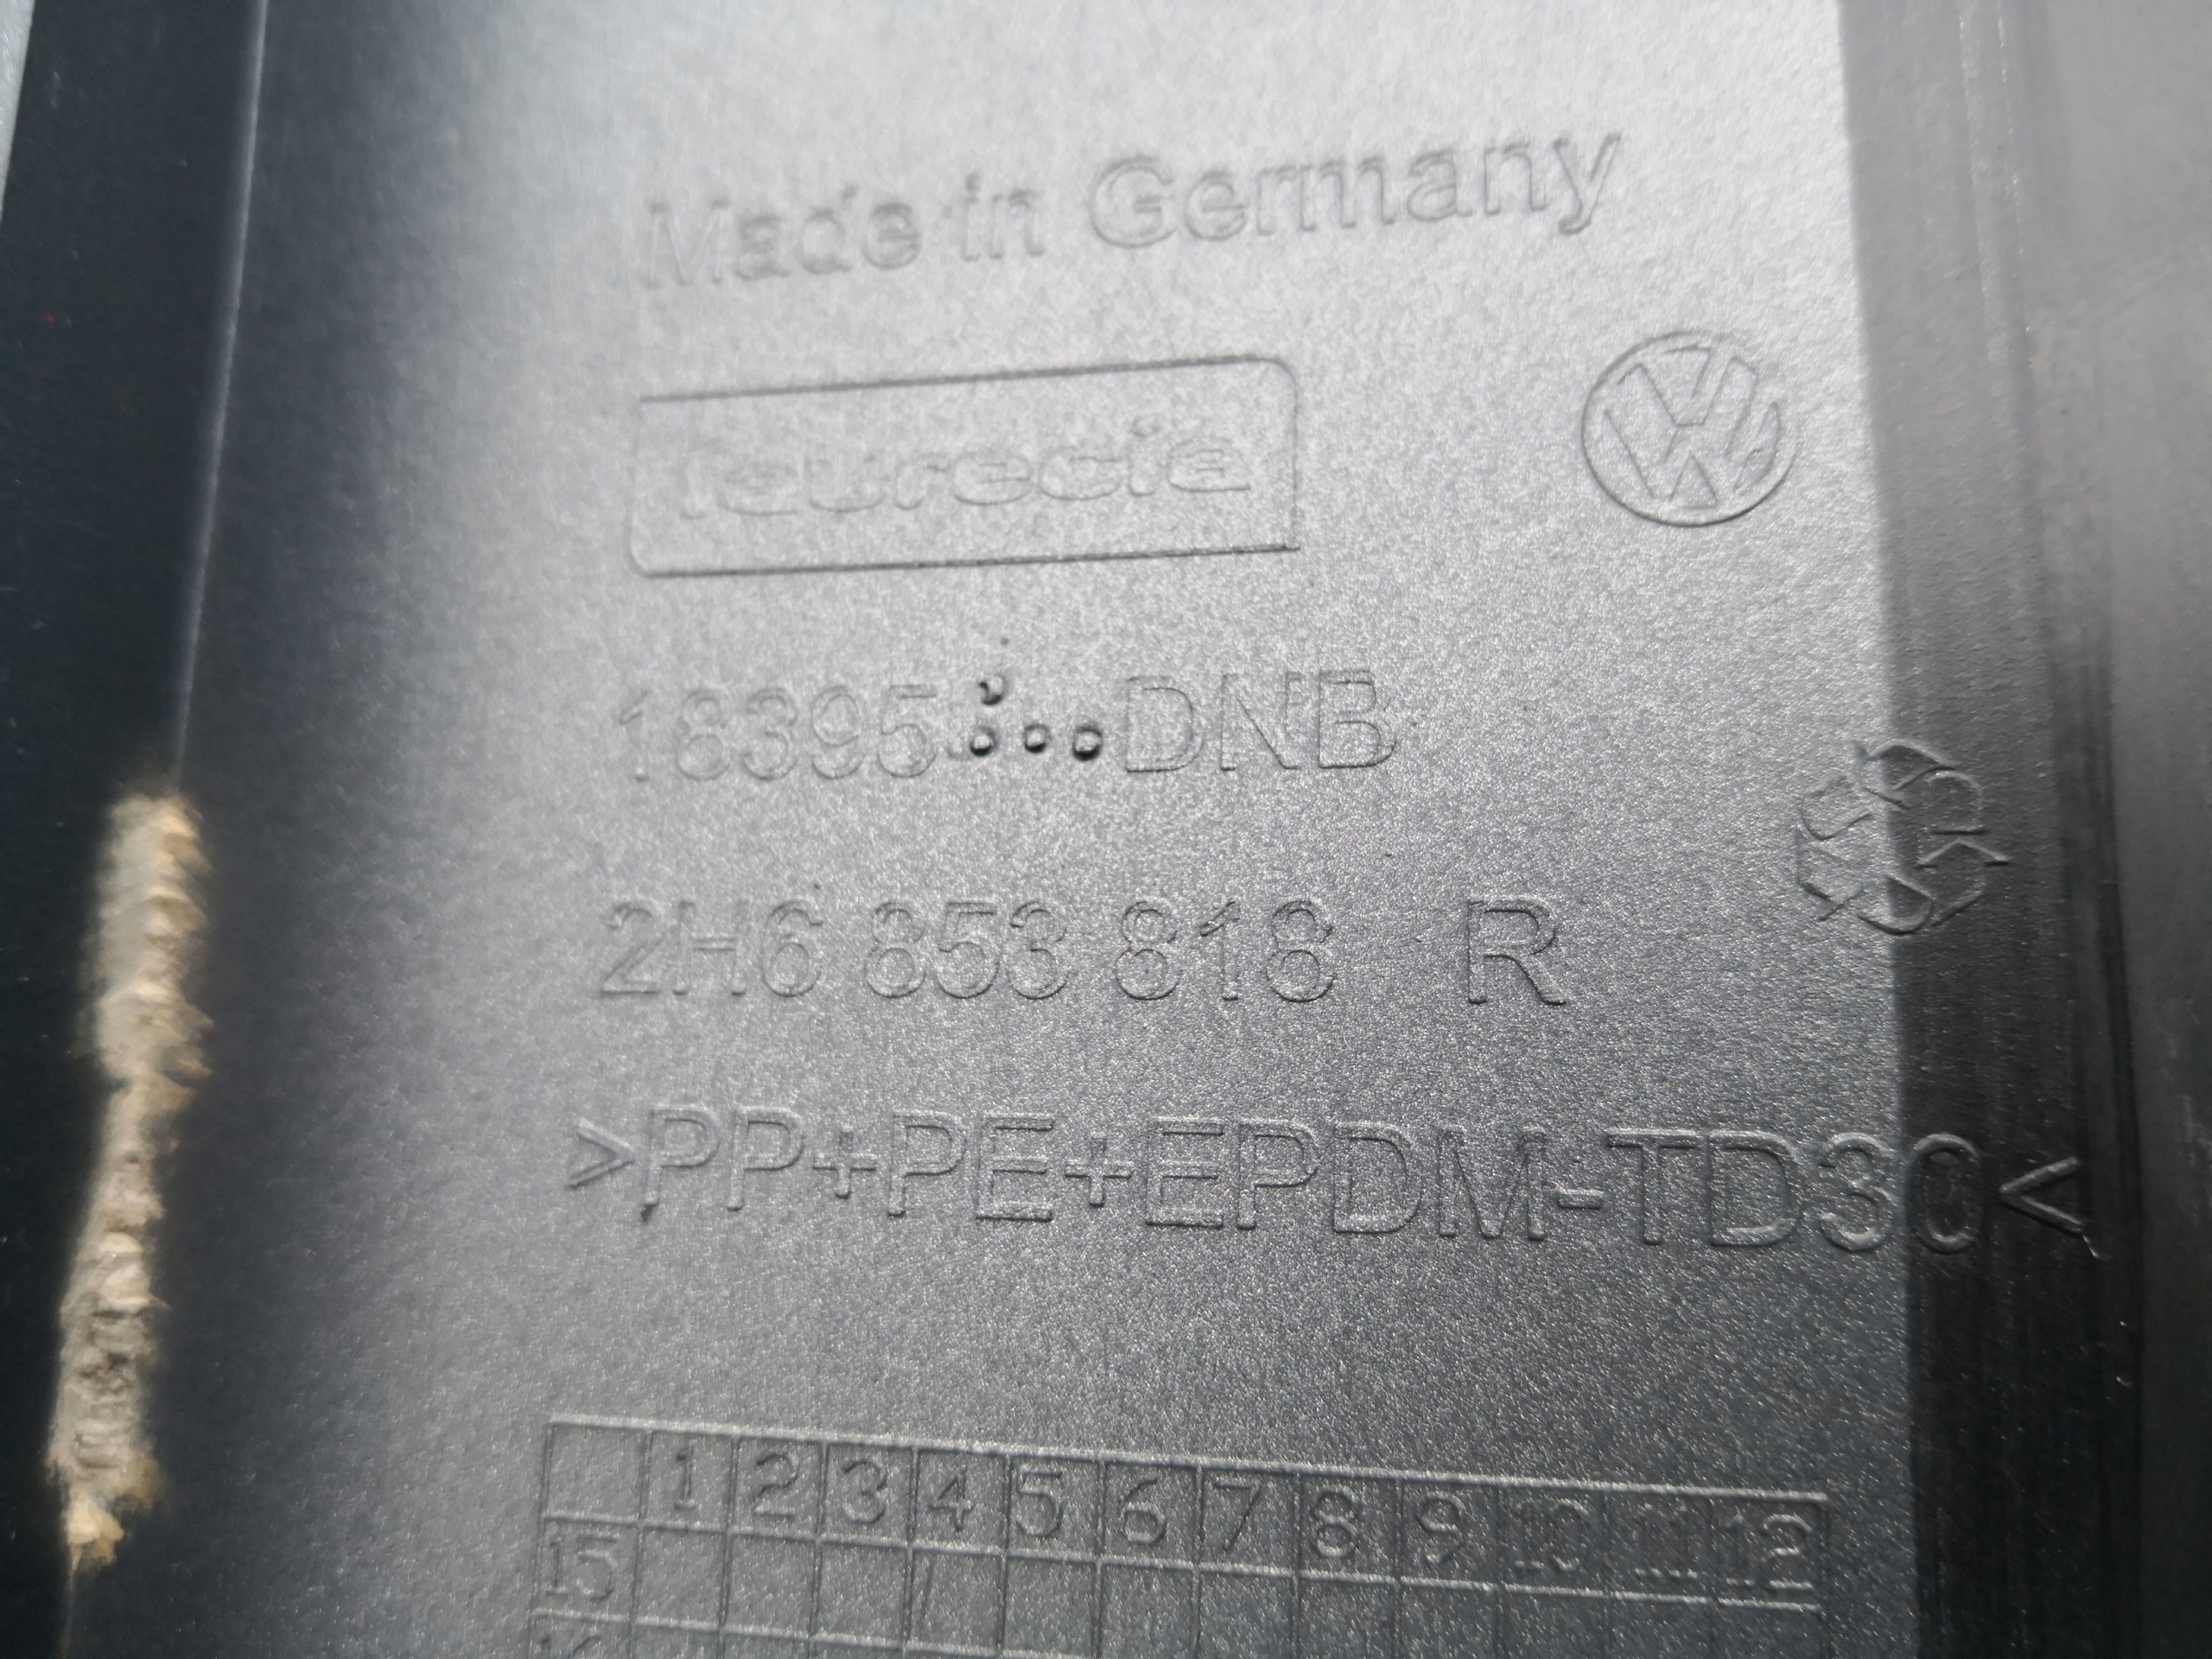 Made in Germany
faurecia
VW
DNB
2H6 853 818 R
>PP+PE+EPDM-TD30<
1 2 3 4 5 6 7 8 9 10 11 12
15